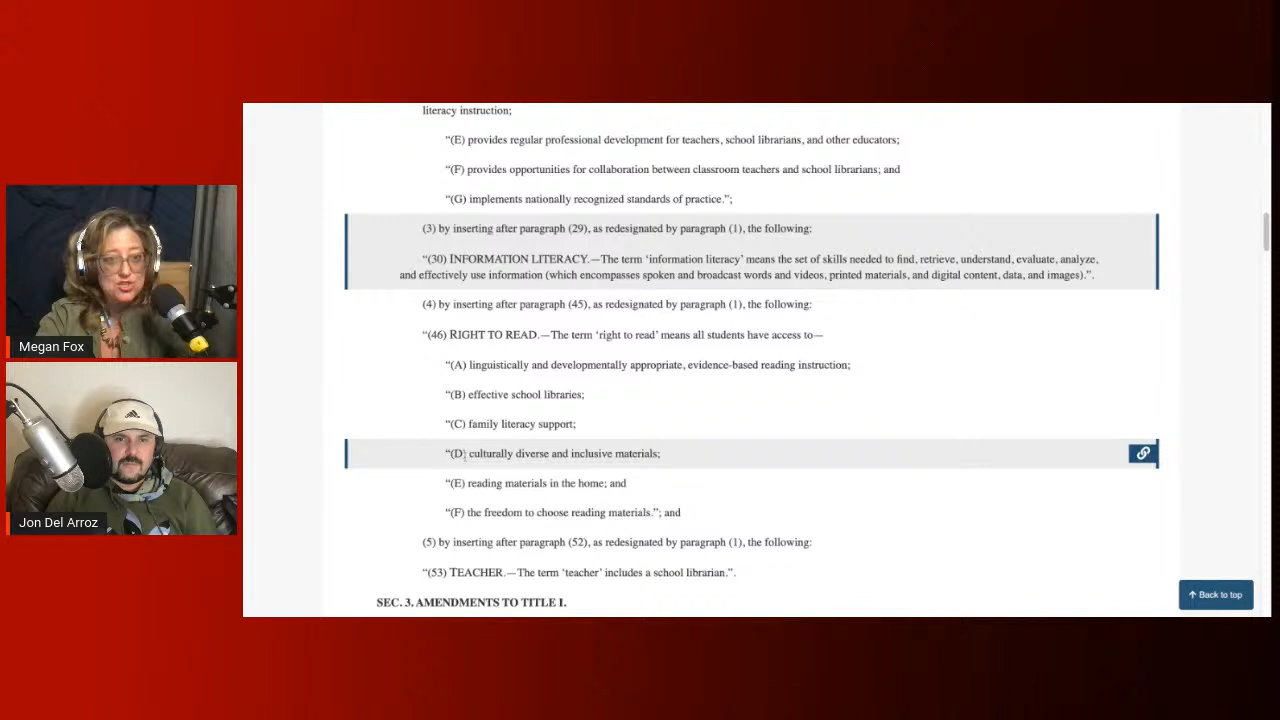 literacy instruction;
“(E) provides regular professional development for teachers, school librarians, and other educators;
“(F) provides opportunities for collaboration between classroom teachers and school librarians; and
“(G) implements nationally recognized standards of practice.”;
(3) by inserting after paragraph (29), as redesignated by paragraph (1), the following:
“(30) INFORMATION LITERACY.—The term ‘information literacy’ means the set of skills needed to find, retrieve, understand, evaluate, analyze,
and effectively use information (which encompasses spoken and broadcast words and videos, printed materials, and digital content, data, and images).”.
(4) by inserting after paragraph (45), as redesignated by paragraph (1), the following:
“(46) RIGHT TO READ.—The term ‘right to read’ means all students have access to—
“(A) linguistically and developmentally appropriate, evidence-based reading instruction;
“(B) effective school libraries;
“(C) family literacy support;
“(D) culturally diverse and inclusive materials;
“(E) reading materials in the home; and
“(F) the freedom to choose reading materials.”; and
(5) by inserting after paragraph (52), as redesignated by paragraph (1), the following:
“(53) TEACHER.—The term ‘teacher’ includes a school librarian.”.
SEC. 3. AMENDMENTS TO TITLE I.
Back to top
Megan Fox
Jon Del Arroz